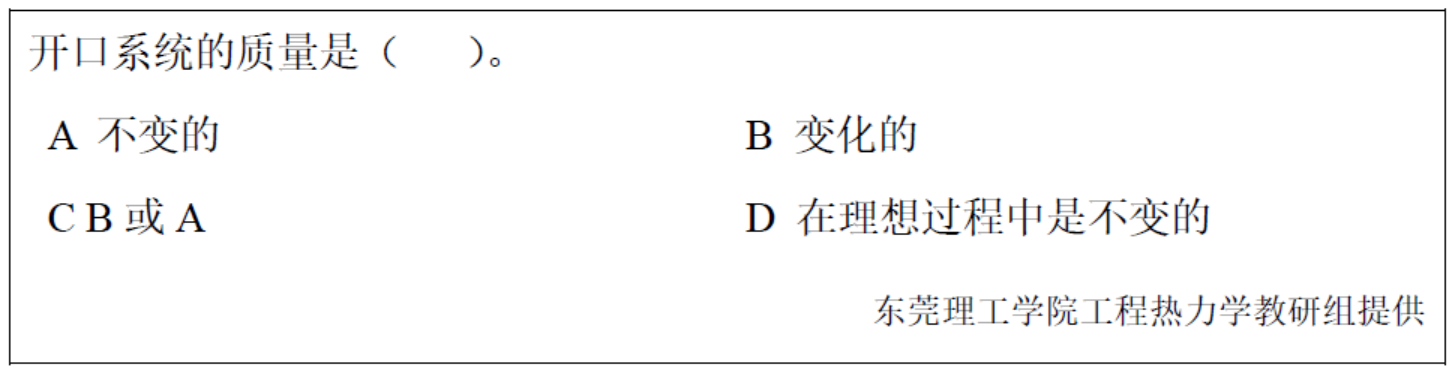 开口系统的质量是（　　）。
A 不变的　　B 变化的
C B 或 A　　D 在理想过程中是不变的
东莞理工学院工程热力学教研组提供